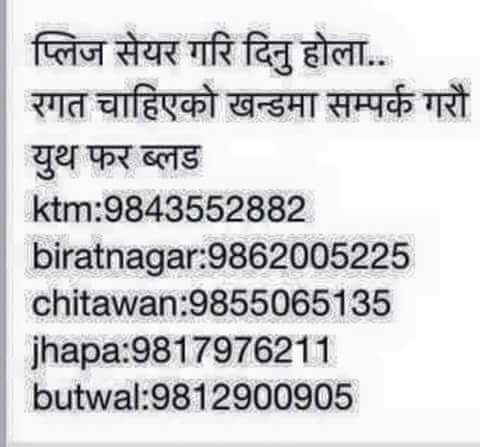 प्लिज सेयर गरि दिनु होला..
रगत चाहिएको खन्डमा सम्पर्क गरौ
युथ फर ब्लड
ktm:9843552882
biratnagar:9862005225
chitawan:9855065135
jhapa:9817976211
butwal:9812900905